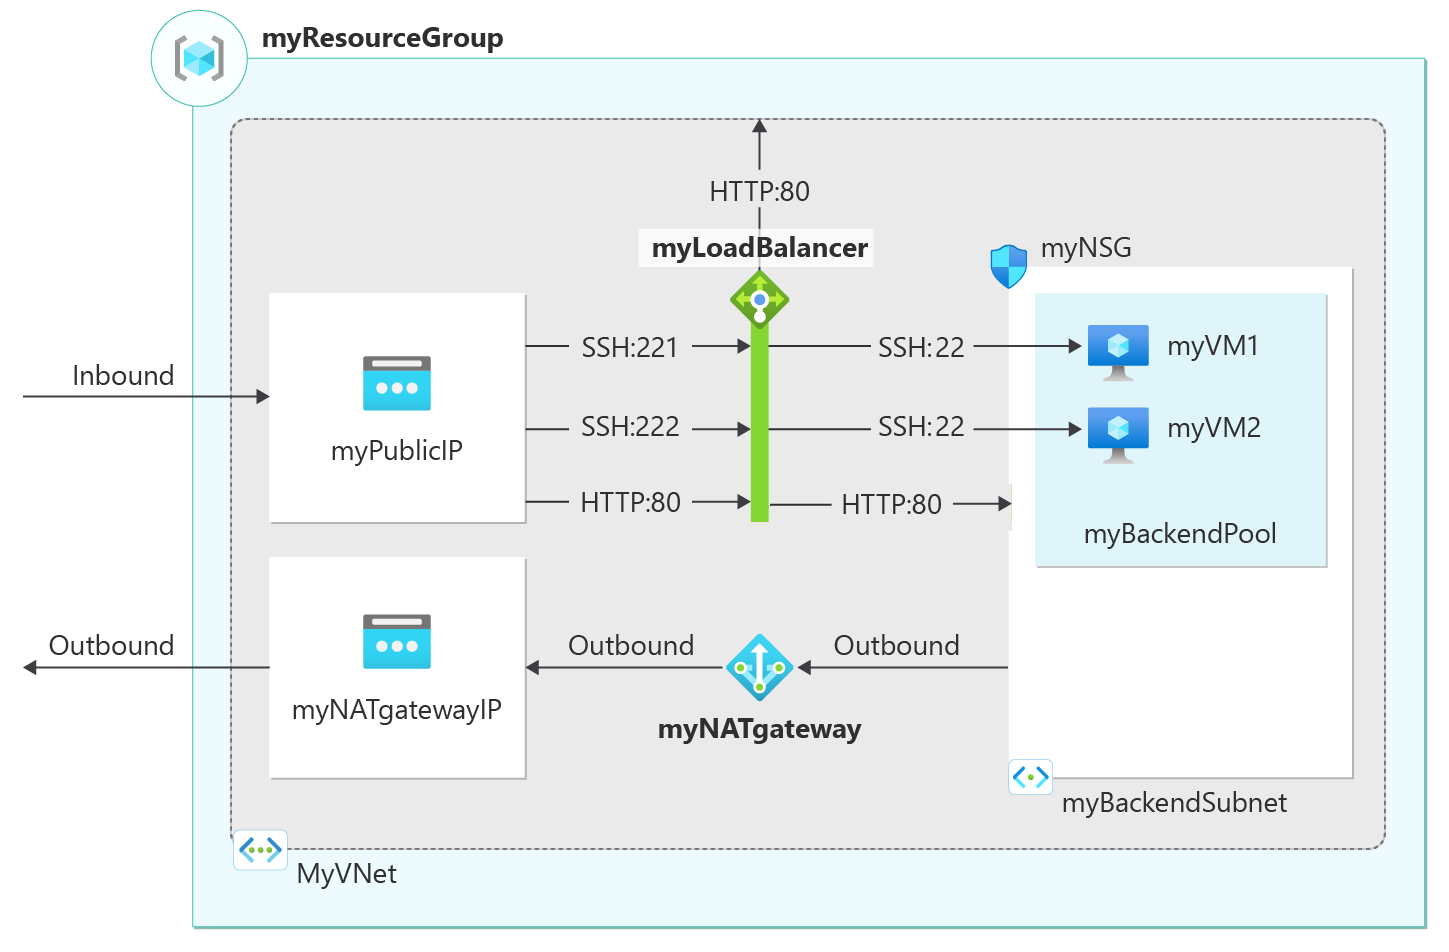 myResourceGroup
HTTP:80
myLoadBalancer
myNSG
Inbound
myPublicIP
SSH:221
SSH:22
myVM1
SSH:222
SSH:22
myVM2
HTTP:80
HTTP:80
myBackendPool
Outbound
myNATgatewayIP
Outbound
Outbound
myNATgateway
myBackendSubnet
MyVNet